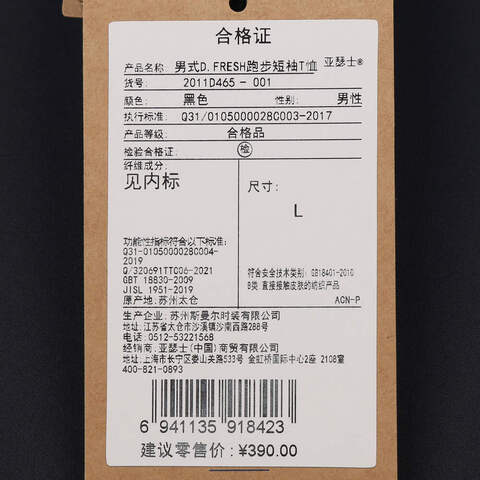 合格证
产品名称: 男式D.FRESH跑步短袖T恤 亚瑟士®
货号: 2011D465 - 001
颜色: 黑色 性别: 男性
执行标准: Q31/0105000028C003-2017
产品等级: 合格品
检验合格证: 检
纤维成分:
见内标
尺寸:
L
功能性指标符合以下标准:
Q31-0105000028C004-2019
Q/320691TTC06-2021
GBT 18830-2009
JISL 1951-2019
原产地: 苏州太仓
符合安全技术类别: GB18401-2010
B类 直接接触皮肤的纺织产品
ACN-P
生产企业: 苏州斯曼尔时装有限公司
地址:江苏省太仓市沙溪镇沙南西路288号
电话: 0512-53221568
经销商.亚瑟士(中国)商贸有限公司
地址:上海市长宁区娄山关路533号 金虹桥国际中心2座 2108室
400-821-0893
6 941135 918423
建议零售价: ¥390.00